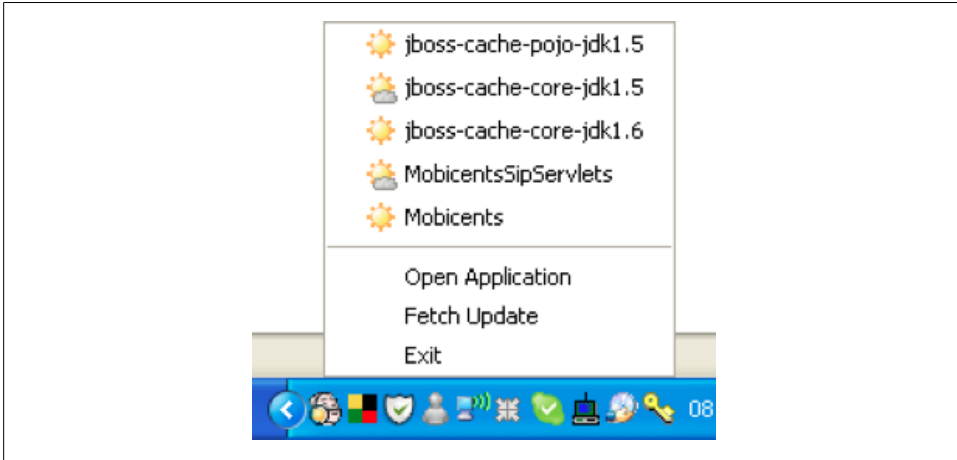 jboss-cache-pojo-jdk1.5
jboss-cache-core-jdk1.5
jboss-cache-core-jdk1.6
MobicentsSipServlets
Mobicents
Open Application
Fetch Update
Exit
08